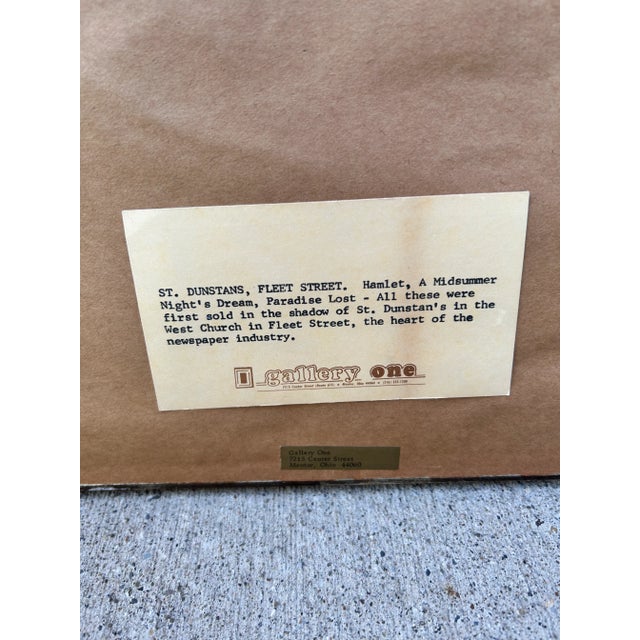 ST. DUNSTANS, FLEET STREET. Hamlet, A Midsummer
Night's Dream, Paradise Lost - All these were
first sold in the shadow of St. Dunstan's in the
West Church in Fleet Street, the heart of the
newspaper industry.
gallery one
Gallery One
7215 Center Street
Mentor, Ohio 44060